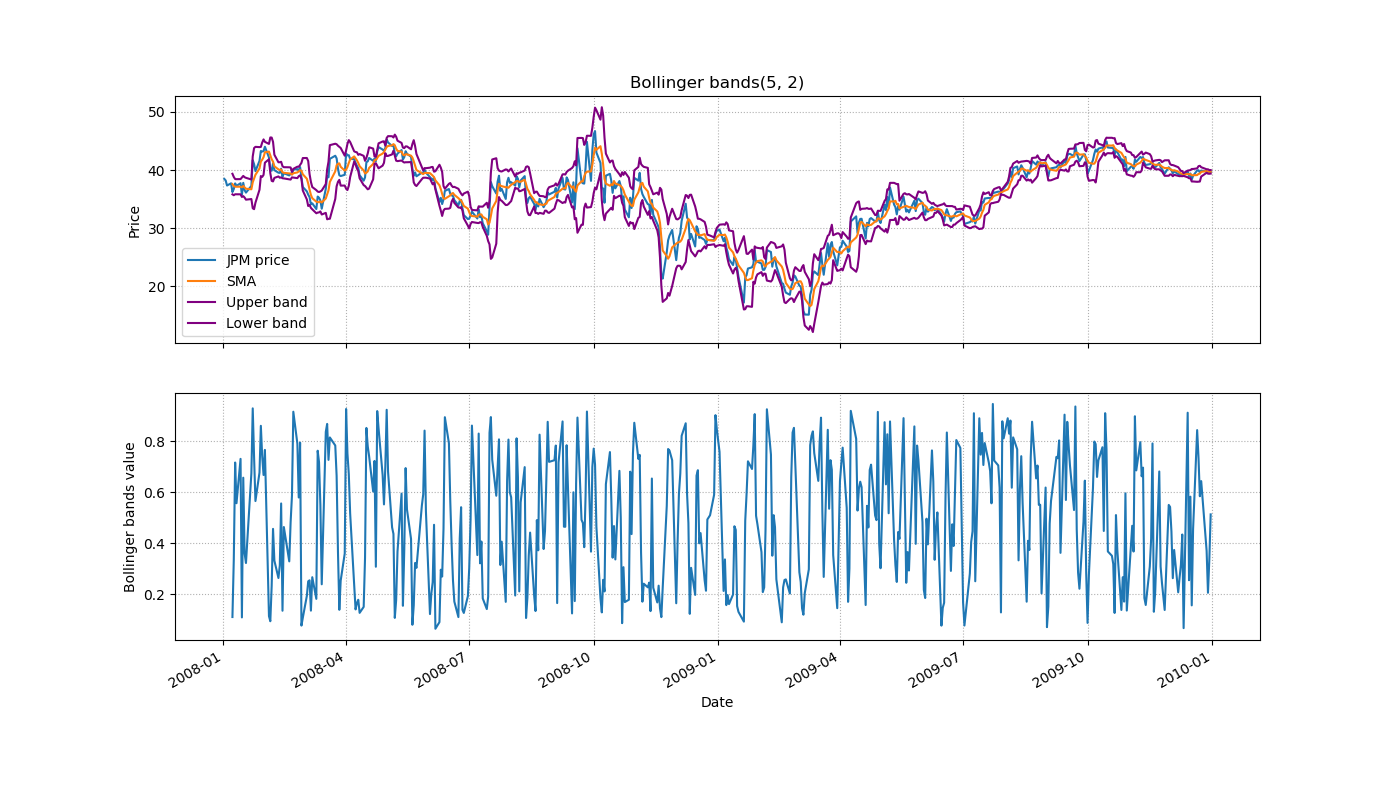 Bollinger bands(5, 2)
50
40
30
20
Price
JPM price
SMA
Upper band
Lower band
0.8
0.6
0.4
0.2
Bollinger bands value
2008-01
2008-04
2008-07
2008-10
2009-01
2009-04
2009-07
2009-10
2010-01
Date